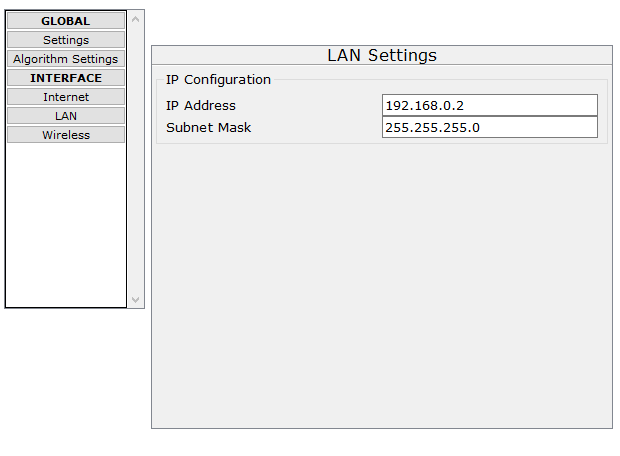 GLOBAL
Settings
Algorithm Settings
INTERFACE
Internet
LAN
Wireless
LAN Settings
IP Configuration
IP Address 192.168.0.2
Subnet Mask 255.255.255.0